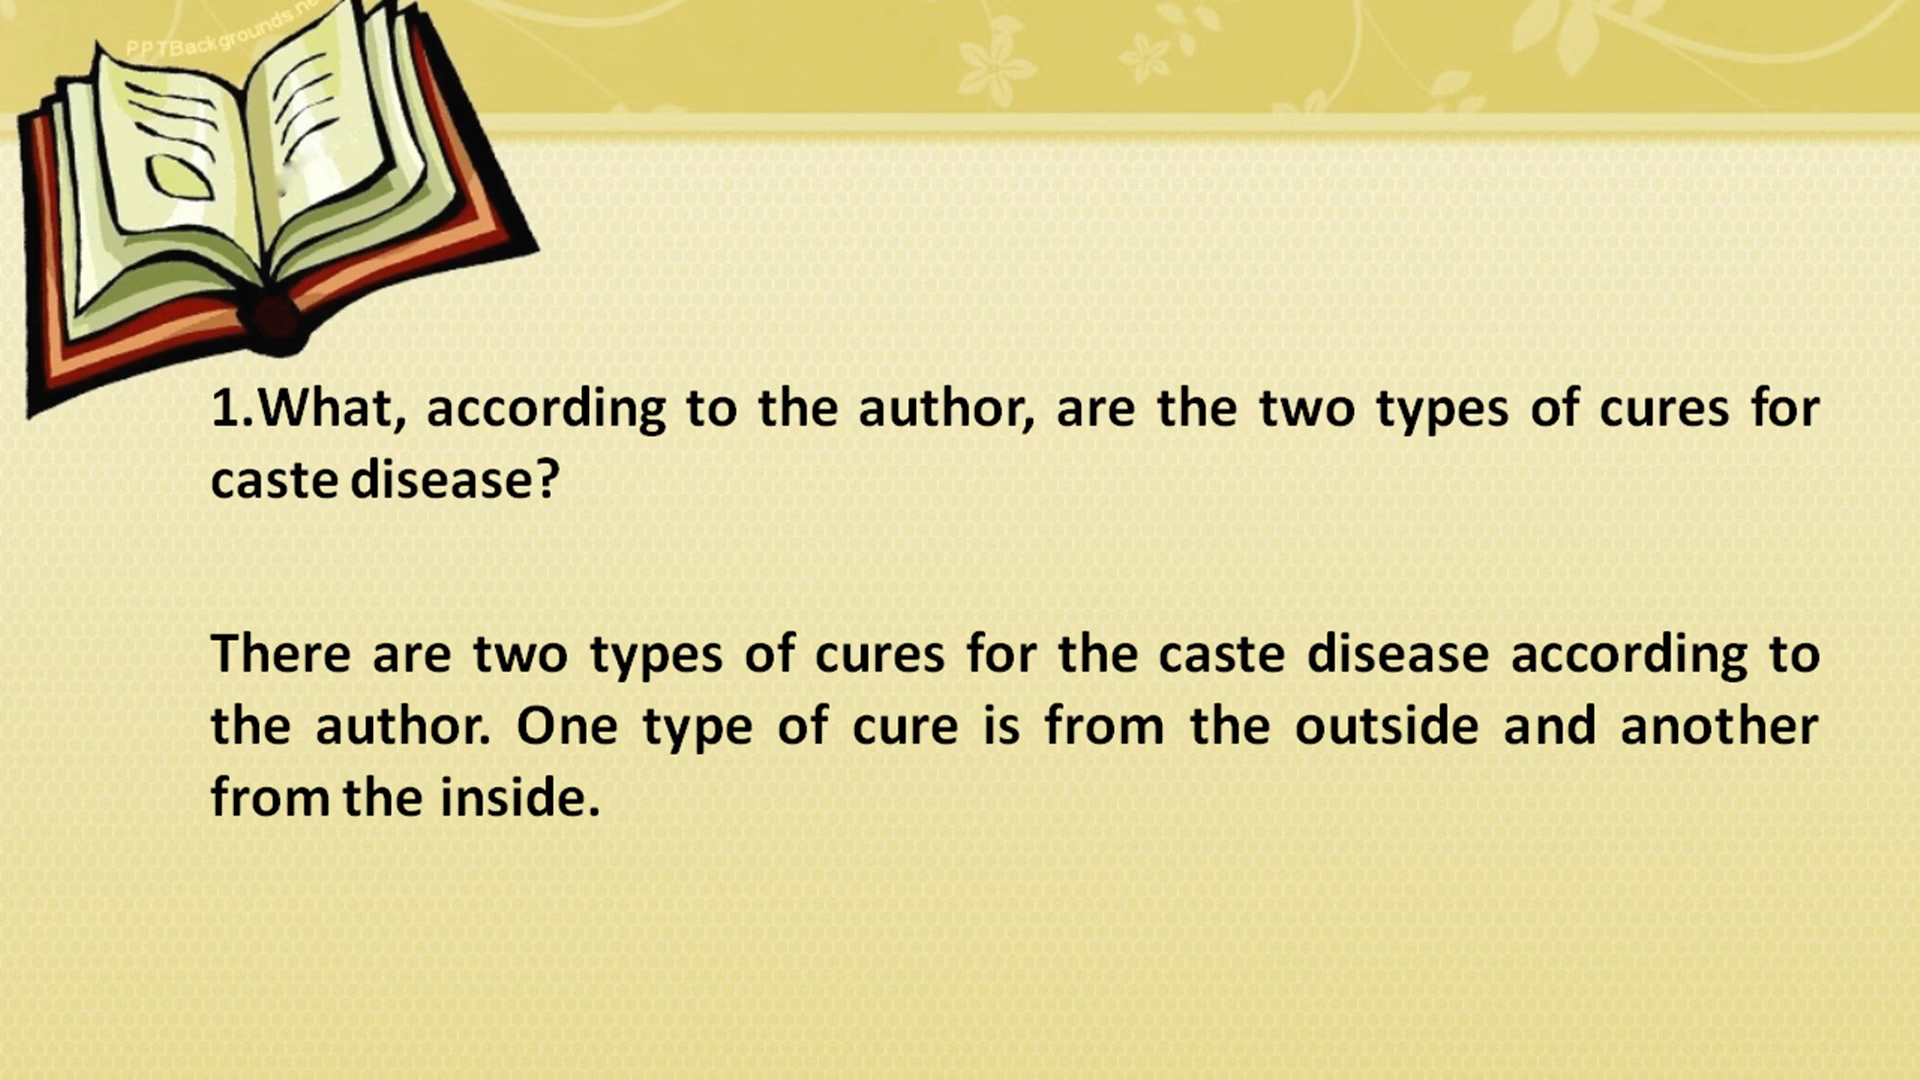 PPTBackgrounds.ne
1.What, according to the author, are the two types of cures for
caste disease?
There are two types of cures for the caste disease according to
the author. One type of cure is from the outside and another
from the inside.